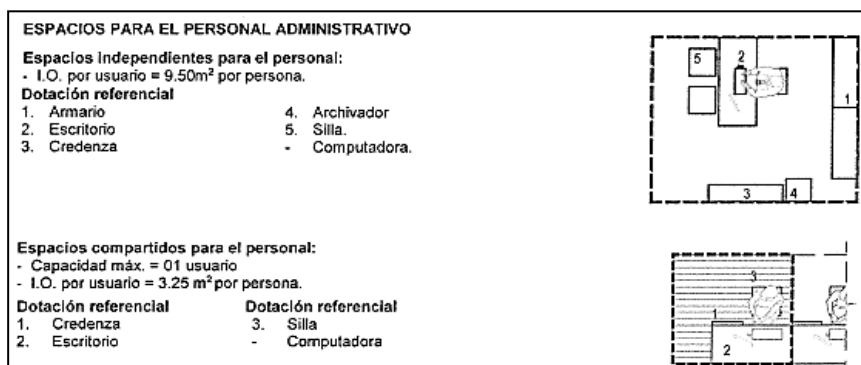 ESPACIOS PARA EL PERSONAL ADMINISTRATIVO
Espacios independientes para el personal:
- I.O. por usuario = 9.50m² por persona.
Dotación referencial
1. Armario
2. Escritorio
3. Credenza
4. Archivador
5. Silla.
- Computadora.
5
2
1
3
4
Espacios compartidos para el personal:
- Capacidad máx. = 01 usuario
- I.O. por usuario = 3.25 m² por persona.
Dotación referencial
1. Credenza
2. Escritorio
Dotación referencial
3. Silla
- Computadora
3
1
2